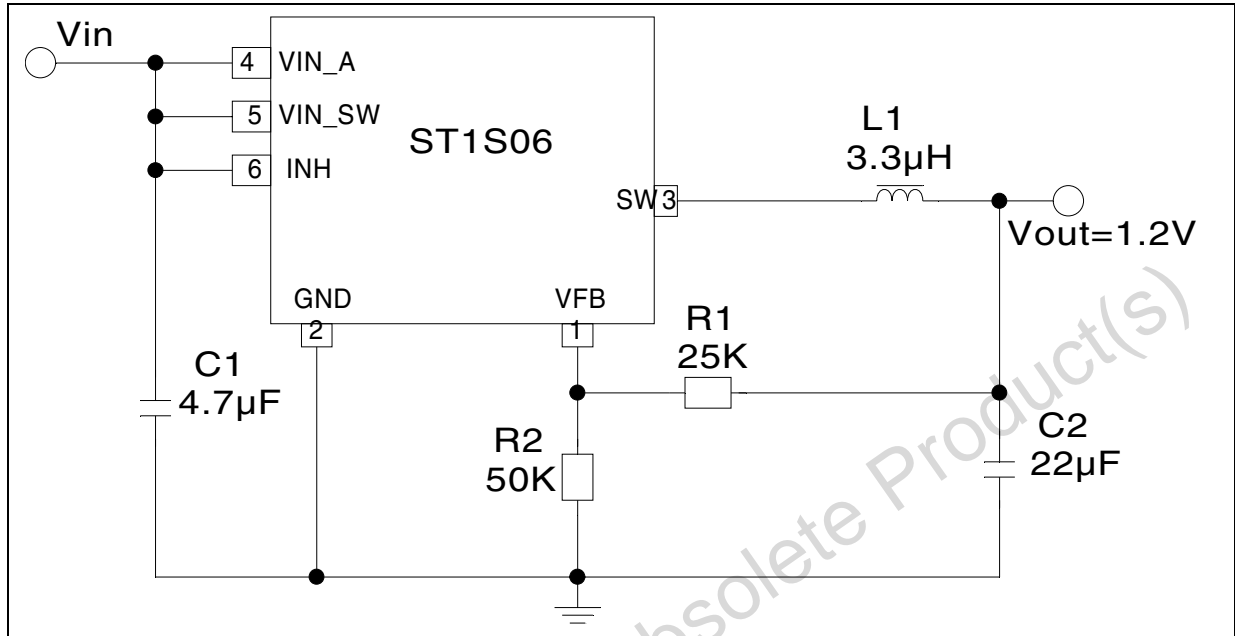 Vin
4 VIN_A
5 VIN_SW
6 INH
ST1S06
SW 3
L1
3.3µH
Vout=1.2V
GND
2
VFB
1
C1
4.7µF
R1
25K
R2
50K
C2
22µF
bsolete Product(s)